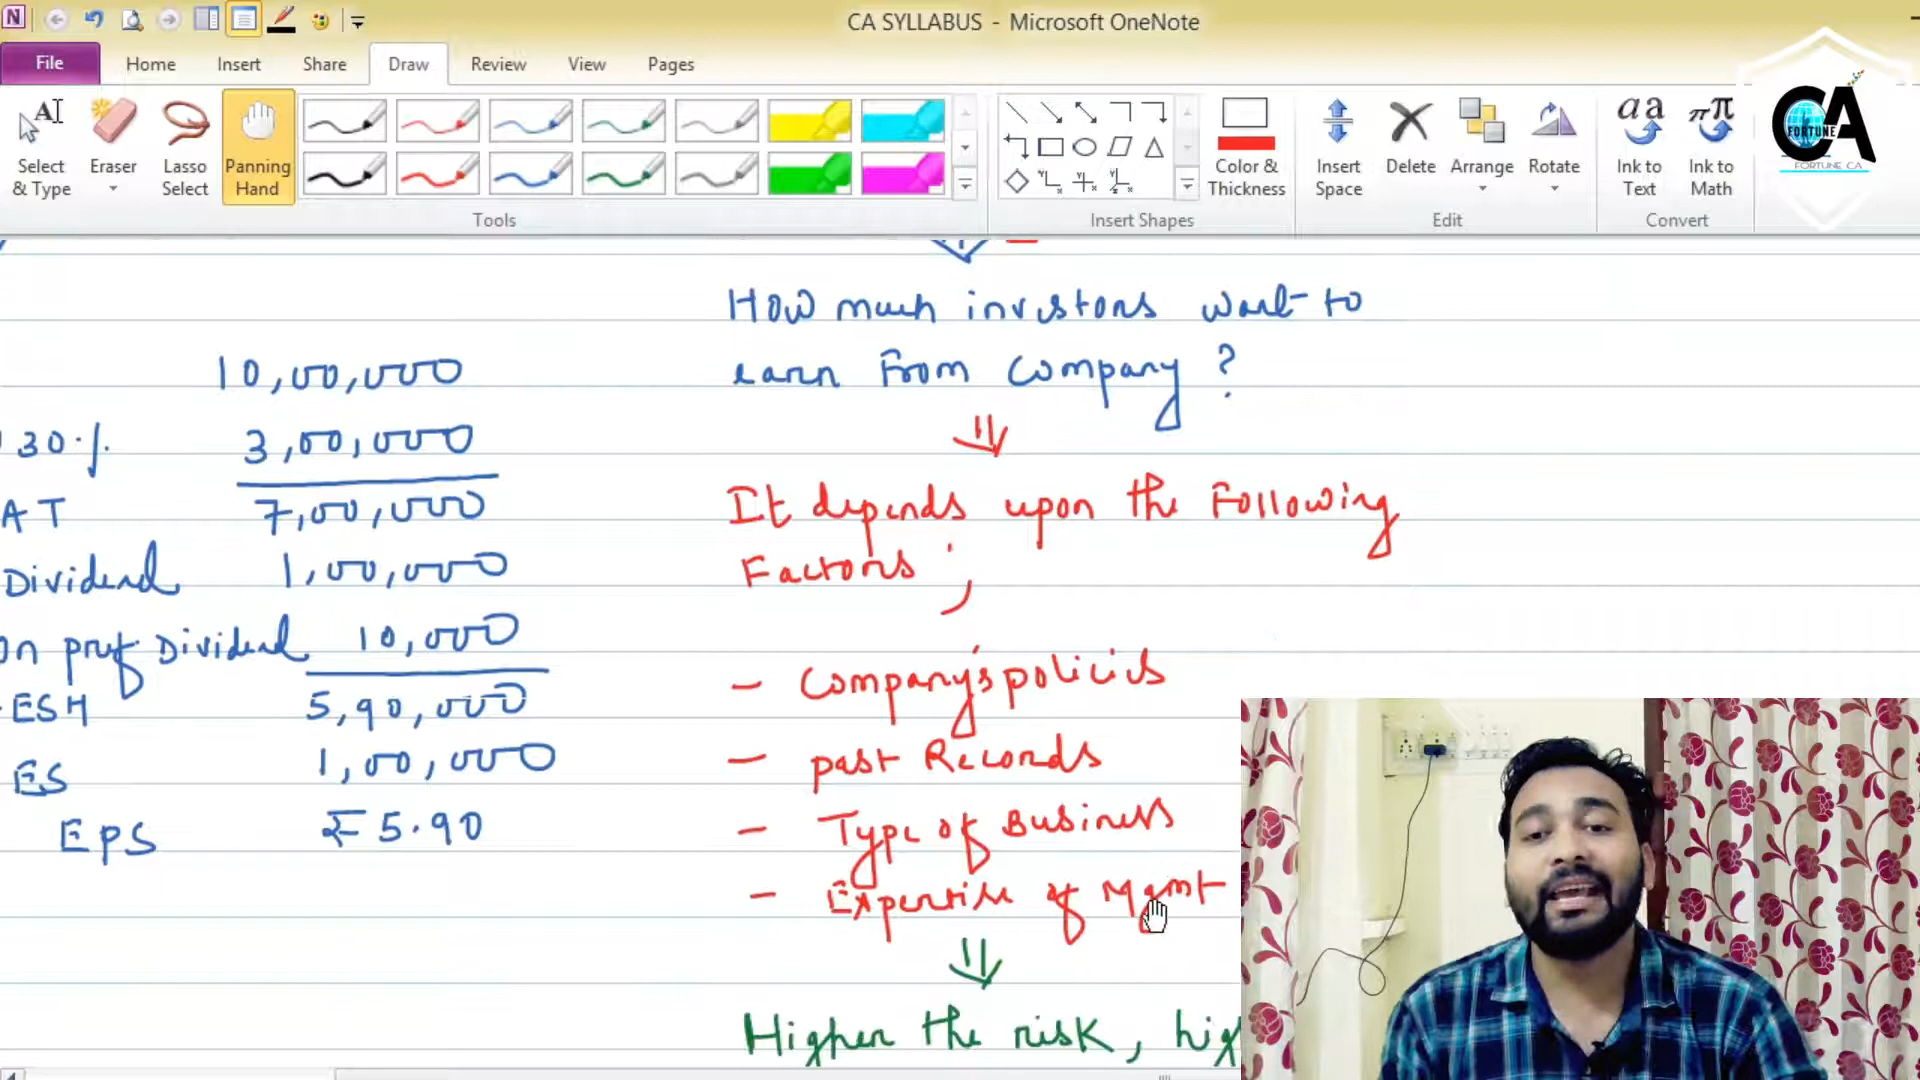 CA SYLLABUS - Microsoft OneNote
File Home Insert Share Draw Review View Pages
Select & Type
Eraser
Lasso Select
Panning Hand
Color & Thickness
Insert Space
Delete
Arrange
Rotate
Ink to Text
Ink to Math
Tools
Insert Shapes
Edit
Convert
CA
FORTUNE
FORTURE CA
10,00,000
30% 3,00,000
AT 7,00,000
Dividend 1,00,000
on pref Dividend 10,000
ESH 5,90,000
ES 1,00,000
EPS ₹ 5.90
How much investors want to
earn From Company ?
It depends upon the Following
Factors ;
- Company's policies
- past Records
- Type of Business
- Expertise of Mgmt
Higher the risk, hig